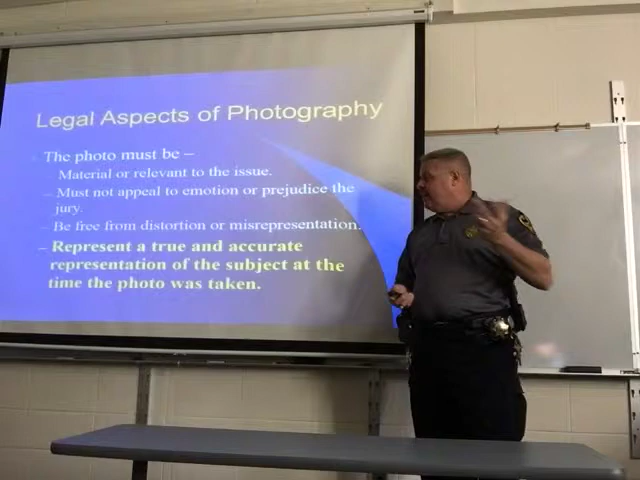 Legal Aspects of Photography
The photo must be –
Material or relevant to the issue.
– Must not appeal to emotion or prejudice the
jury.
– Be free from distortion or misrepresentation.
– Represent a true and accurate
representation of the subject at the
time the photo was taken.